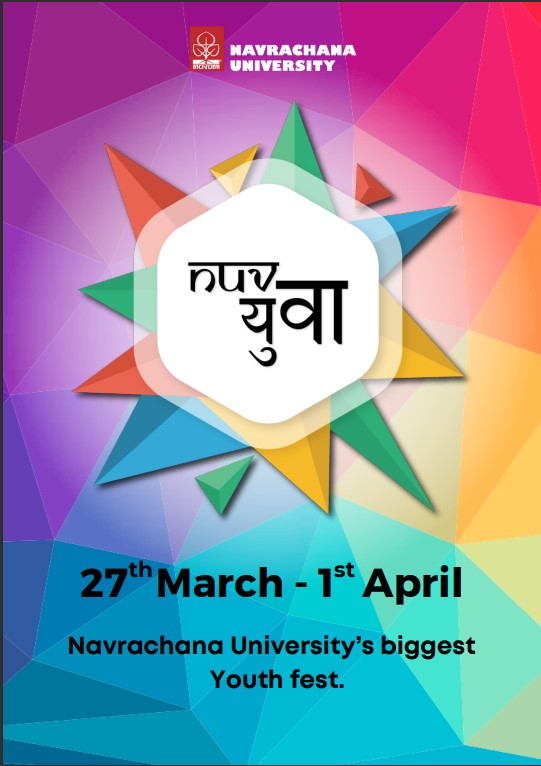 NAVRACHANA
UNIVERSITY
nuv
युवा
27th March - 1st April
Navrachana University's biggest
Youth fest.